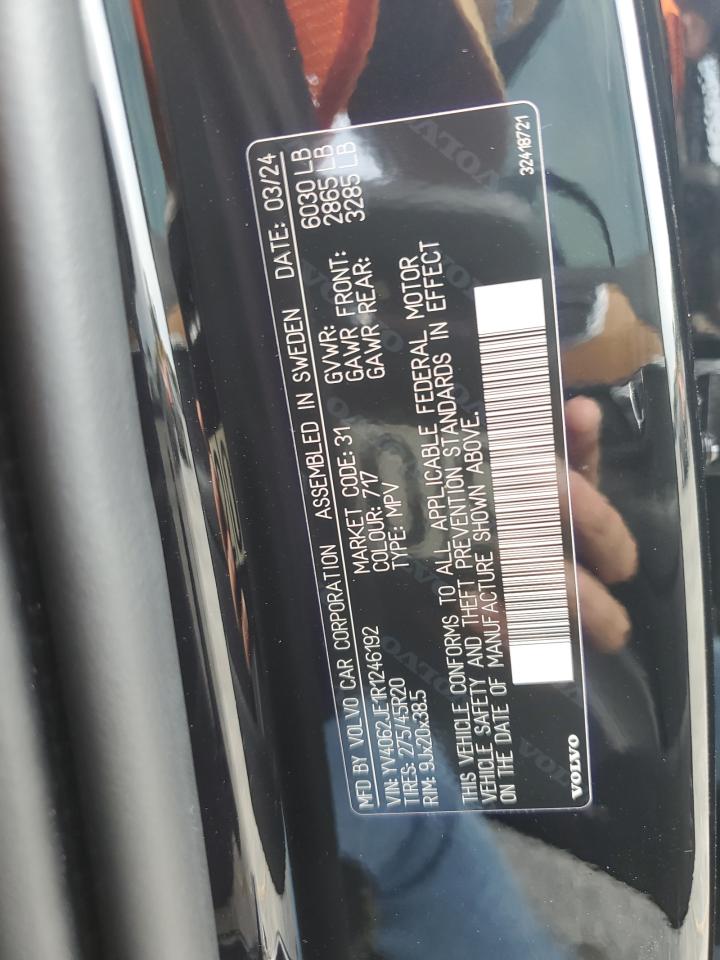 MFD BY VOLVO CAR CORPORATION ASSEMBLED IN SWEDEN DATE: 03/24
VIN: YV4062JE1R1246192 MARKET CODE: 31 GVWR: 6030 LB
TIRES: 275/45R20 COLOUR: 717 GAWR FRONT: 2865 LB
RIM: 9Jx20x38.5 TYPE: MPV GAWR REAR: 3285 LB
THIS VEHICLE CONFORMS TO ALL APPLICABLE FEDERAL MOTOR
VEHICLE SAFETY AND THEFT PREVENTION STANDARDS IN EFFECT
ON THE DATE OF MANUFACTURE SHOWN ABOVE.
VOLVO
32418721